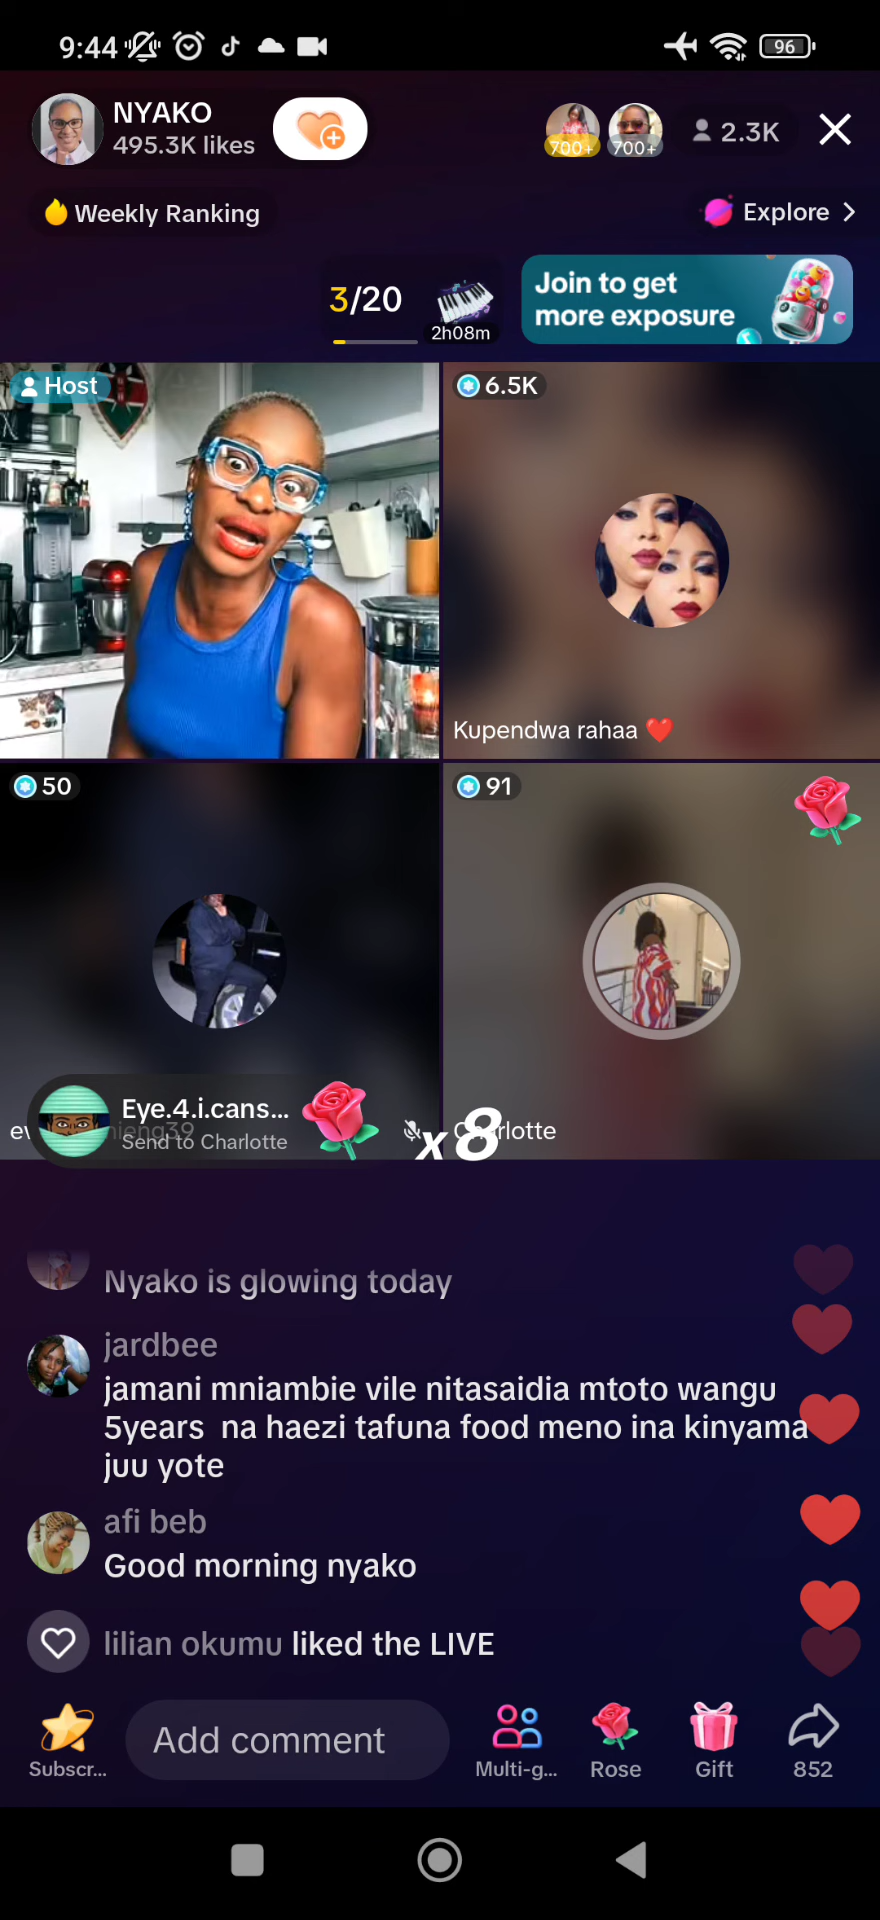 9:44
96
NYAKO
495.3K likes
700+
700+
2.3K
Weekly Ranking
Explore
3/20
2h08m
Join to get
more exposure
Host
6.5K
Kupendwa rahaa
50
91
Eye.4.i.cans...
Send to Charlotte
x8
Charlotte
Nyako is glowing today
jardbee
jamani mniambie vile nitasaidia mtoto wangu
5years na haezi tafuna food meno ina kinyama
juu yote
afi beb
Good morning nyako
lilian okumu liked the LIVE
Subscr...
Add comment
Multi-g...
Rose
Gift
852